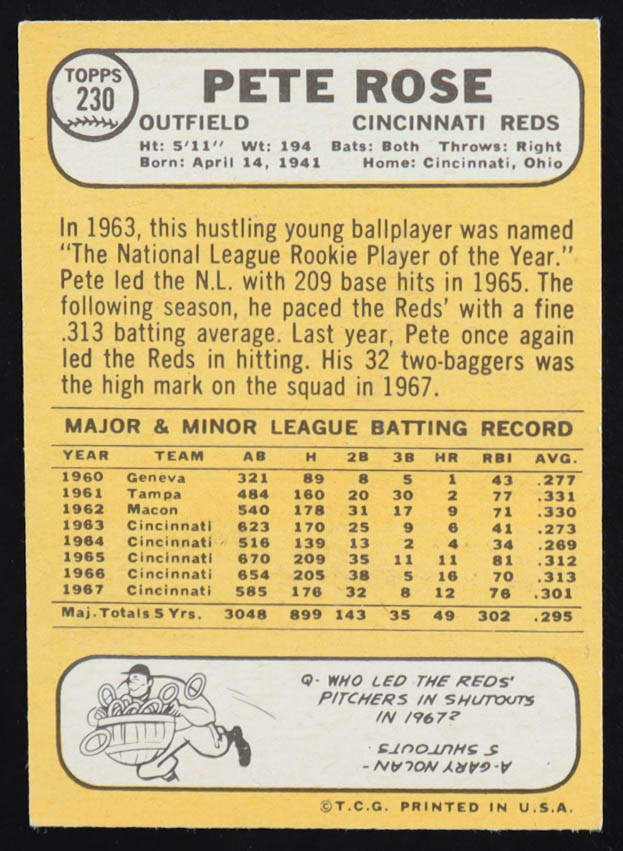 TOPPS
230
PETE ROSE
OUTFIELD CINCINNATI REDS
Ht: 5'11" Wt: 194 Bats: Both Throws: Right
Born: April 14, 1941 Home: Cincinnati, Ohio
In 1963, this hustling young ballplayer was named
"The National League Rookie Player of the Year."
Pete led the N.L. with 209 base hits in 1965. The
following season, he paced the Reds' with a fine
.313 batting average. Last year, Pete once again
led the Reds in hitting. His 32 two-baggers was
the high mark on the squad in 1967.
MAJOR & MINOR LEAGUE BATTING RECORD
YEAR TEAM AB H 2B 3B HR RBI AVG.
1960 Geneva 321 89 8 5 1 43 .277
1961 Tampa 484 160 20 30 2 77 .331
1962 Macon 540 178 31 17 9 71 .330
1963 Cincinnati 623 170 25 9 6 41 .273
1964 Cincinnati 516 139 13 2 4 34 .269
1965 Cincinnati 670 209 35 11 11 81 .312
1966 Cincinnati 654 205 38 5 16 70 .313
1967 Cincinnati 585 176 32 8 12 76 .301
Maj. Totals 5 Yrs. 3048 899 143 35 49 302 .295
Q- WHO LED THE REDS'
PITCHERS IN SHUTOUTS
IN 1967?
A-GARY NOLAN -
5 SHUTOUTS
©T.C.G. PRINTED IN U.S.A.